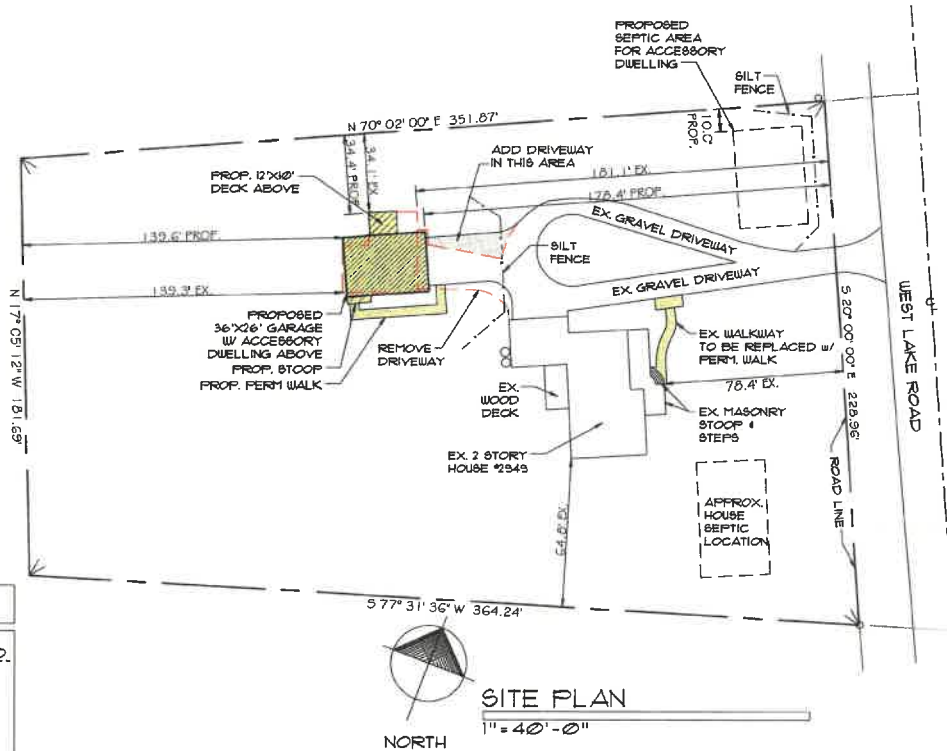 PROPOSED
SEPTIC AREA
FOR ACCESSORY
DWELLING
SILT
FENCE
N 70° 02' 00" E 351.87'
10.0'
PROP.
34.4' PROP.
34.1' EX.
ADD DRIVEWAY
IN THIS AREA
181.1' EX.
178.4' PROP.
PROP. 12'X10'
DECK ABOVE
EX. GRAVEL DRIVEWAY
139.6' PROP.
SILT
FENCE
EX. GRAVEL DRIVEWAY
139.3' EX.
N 17° 05' 12" W 181.69'
PROPOSED
36'X26' GARAGE
W/ ACCESSORY
DWELLING ABOVE
PROP. STOOP
PROP. PERM WALK
REMOVE
DRIVEWAY
EX. WALKWAY
TO BE REPLACED W/
PERM. WALK
78.4' EX.
S 20° 00' 00" E 228.96'
WEST LAKE ROAD
EX.
WOOD
DECK
EX. MASONRY
STOOP &
STEPS
EX. 2 STORY
HOUSE #2949
ROAD LINE
APPROX.
HOUSE
SEPTIC
LOCATION
64.8' EX.
S 77° 31' 36" W 364.24'
SITE PLAN
1" = 40'-0"
NORTH